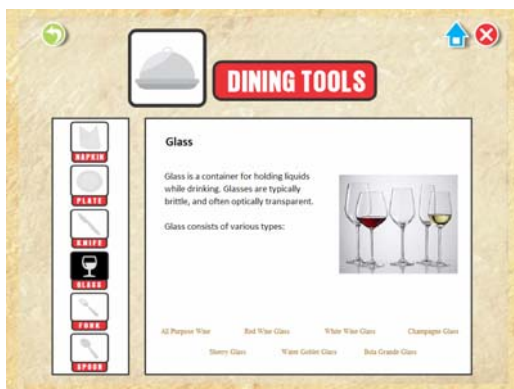 DINING TOOLS
NAPKIN
PLATE
KNIFE
GLASS
FORK
SPOON
Glass
Glass is a container for holding liquids
while drinking. Glasses are typically
brittle, and often optically transparent.
Glass consists of various types:
All Purpose Wine Red Wine Glass White Wine Glass Champagne Glass
Sherry Glass Water Goblet Glass Bola Grande Glass